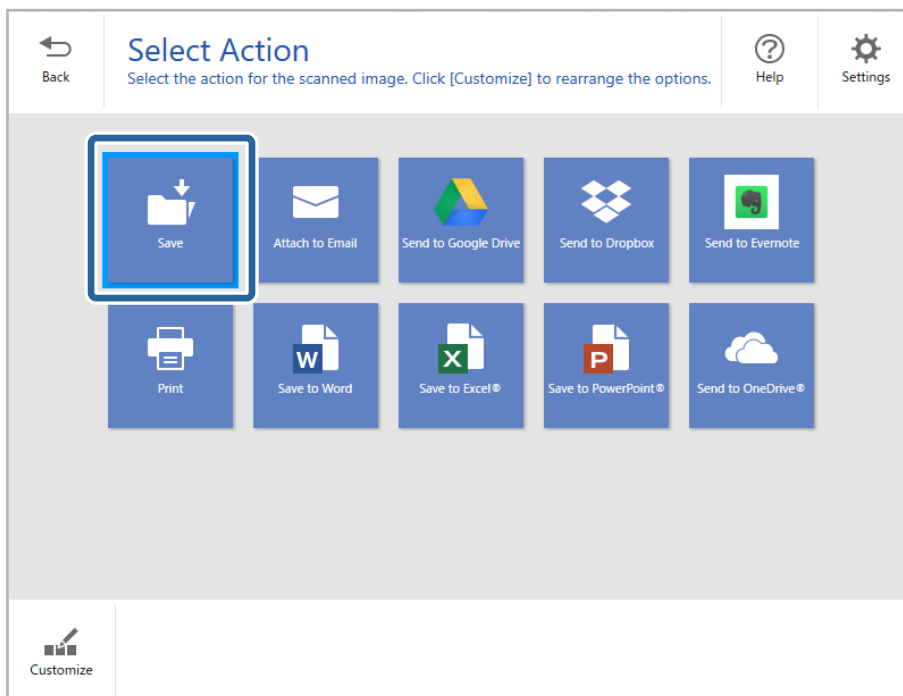 Select Action
Back
Select the action for the scanned image. Click [Customize] to rearrange the options.
Help
Settings
Save
Attach to Email
Send to Google Drive
Send to Dropbox
Send to Evernote
Print
W
Save to Word
X
Save to Excel®
P
Save to PowerPoint®
Send to OneDrive®
Customize